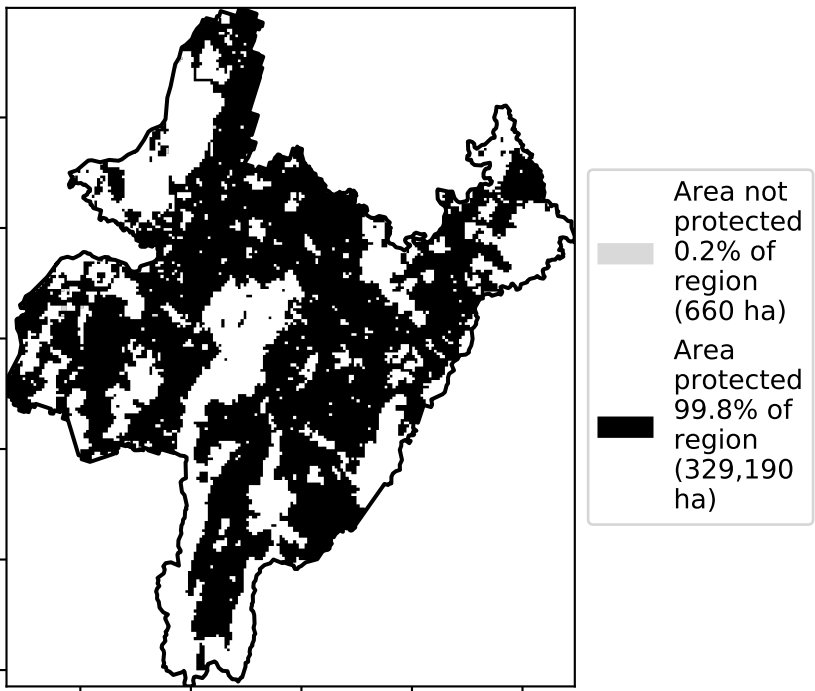 Area not
protected
0.2% of
region
(660 ha)
Area
protected
99.8% of
region
(329,190
ha)